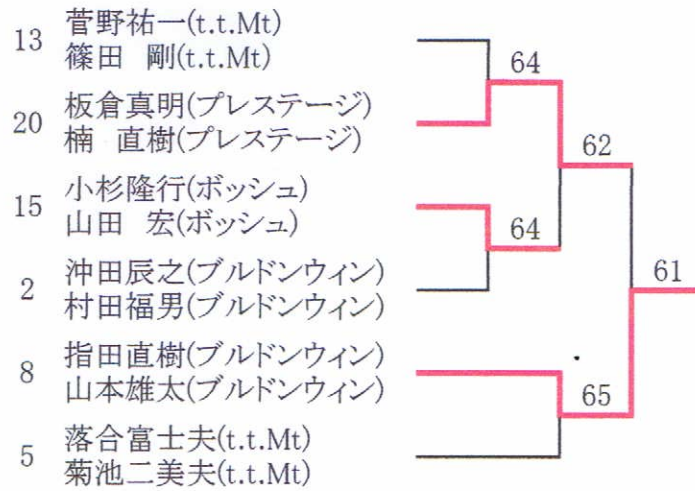 13 菅野祐一(t.t.Mt)
篠田 剛(t.t.Mt)
64
20 板倉真明(プレステージ)
楠 直樹(プレステージ)
62
15 小杉隆行(ボッシュ)
山田 宏(ボッシュ)
64
2 沖田辰之(ブルドンウィン)
村田福男(ブルドンウィン)
61
8 指田直樹(ブルドンウィン)
山本雄太(ブルドンウィン)
65
5 落合富士夫(t.t.Mt)
菊池二美夫(t.t.Mt)